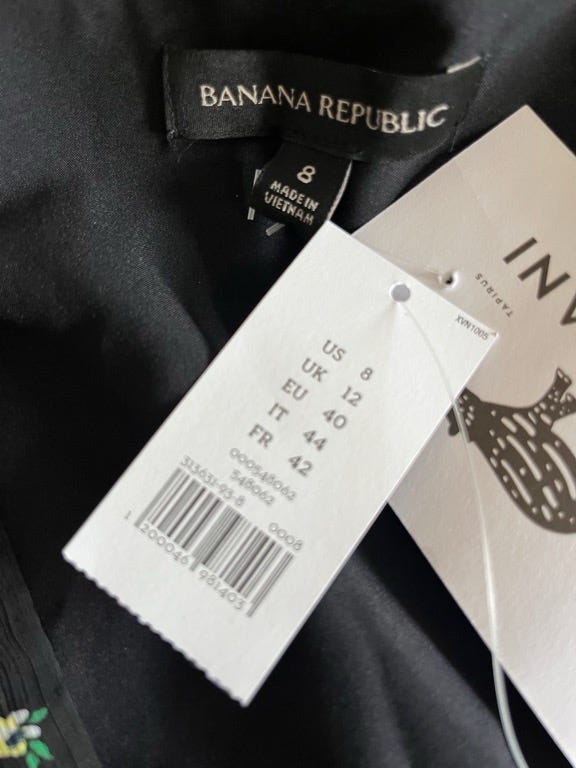 BANANA REPUBLIC
8
MADE IN
VIETNAM
XVN1005
US 8
UK 12
EU 40
IT 44
FR 42
000548062
548062
313631-93-8 0008
1 200046 981403
ANI
TAPIRUS